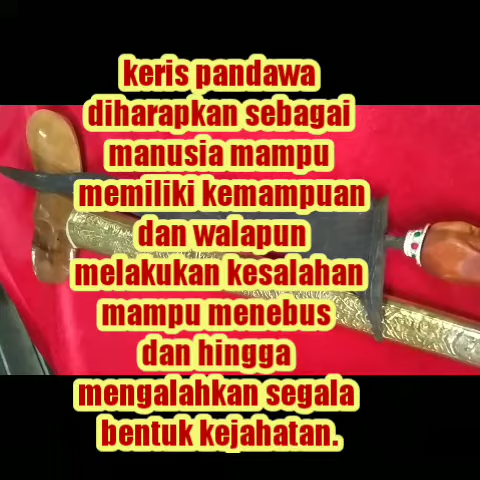 keris pandawa
diharapkan sebagai
manusia mampu
memiliki kemampuan
dan walapun
melakukan kesalahan
mampu menebus
dan hingga
mengalahkan segala
bentuk kejahatan.